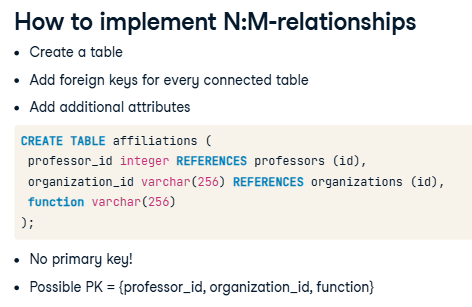 How to implement N:M-relationships
• Create a table
• Add foreign keys for every connected table
• Add additional attributes
CREATE TABLE affiliations (
professor_id integer REFERENCES professors (id),
organization_id varchar(256) REFERENCES organizations (id),
function varchar(256)
);
• No primary key!
• Possible PK = {professor_id, organization_id, function}